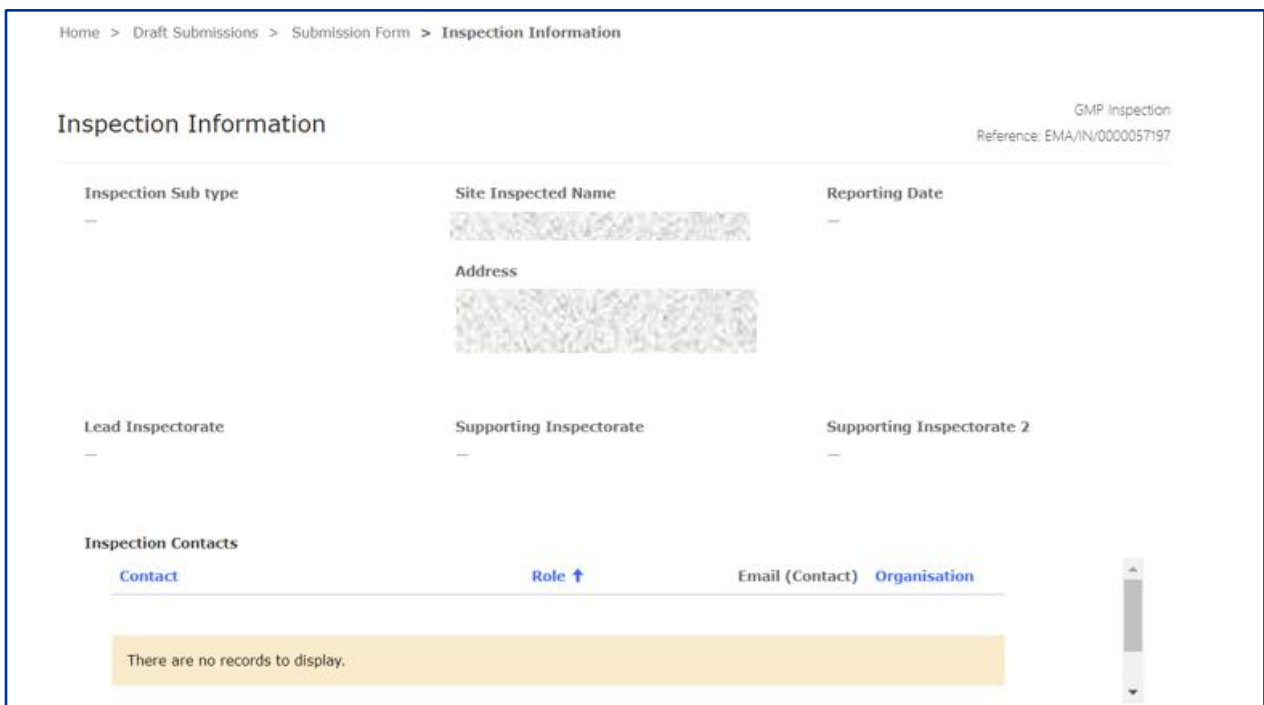 Home > Draft Submissions > Submission Form > Inspection Information
GMP Inspection
Inspection Information
Reference: EMA/IN/0000057197
Inspection Sub type Site Inspected Name Reporting Date
— —
Address
Lead Inspectorate Supporting Inspectorate Supporting Inspectorate 2
— — —
Inspection Contacts
Contact Role ↑ Email (Contact) Organisation
There are no records to display.